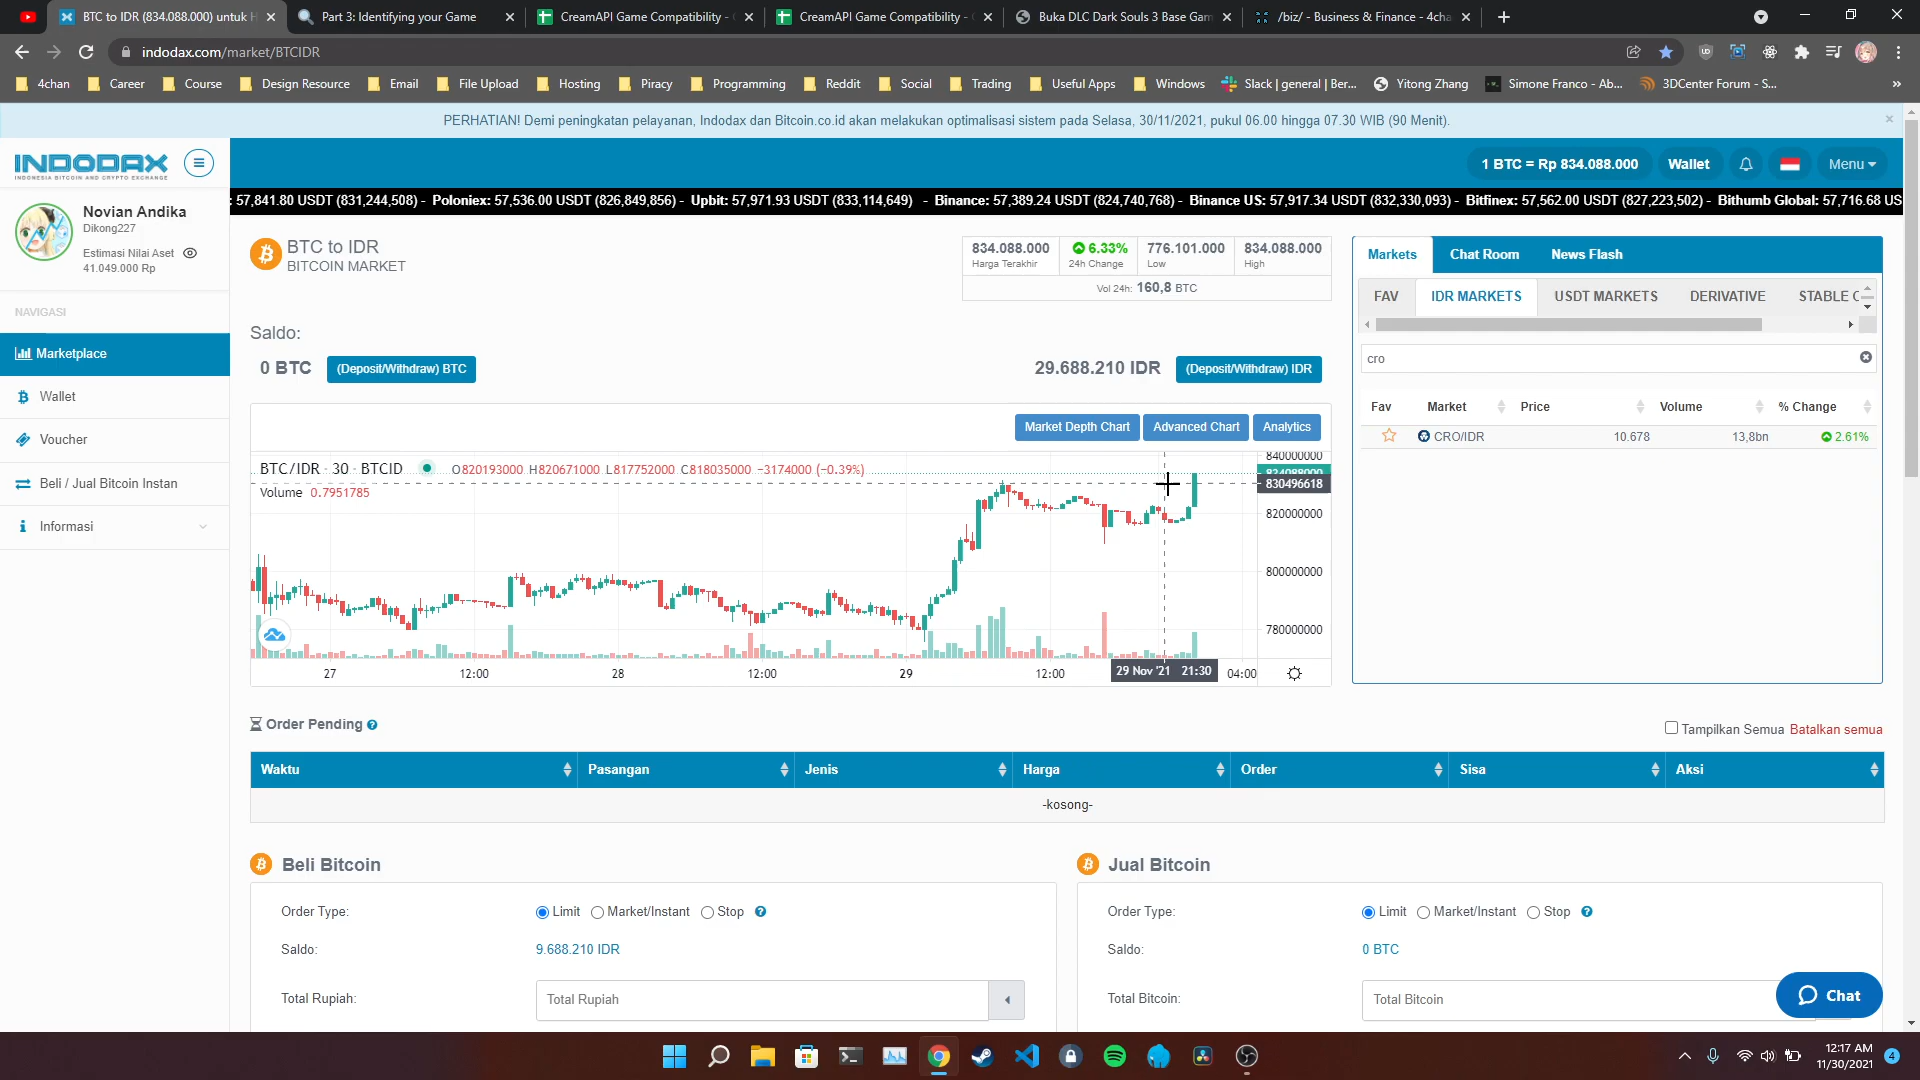 BTC to IDR (834.088.000) untuk H
Part 3: Identifying your Game
CreamAPI Game Compatibility -
CreamAPI Game Compatibility -
Buka DLC Dark Souls 3 Base Gam
/biz/ - Business & Finance - 4cha
indodax.com/market/BTCIDR
4chan
Career
Course
Design Resource
Email
File Upload
Hosting
Piracy
Programming
Reddit
Social
Trading
Useful Apps
Windows
Slack | general | Ber...
Yitong Zhang
Simone Franco - Ab...
3DCenter Forum - S...
»
PERHATIAN! Demi peningkatan pelayanan, Indodax dan Bitcoin.co.id akan melakukan optimalisasi sistem pada Selasa, 30/11/2021, pukul 06.00 hingga 07.30 WIB (90 Menit).
INDODAX
INDONESIA BITCOIN AND CRYPTO EXCHANGE
1 BTC = Rp 834.088.000
Wallet
Menu
: 57,841.80 USDT (831,244,508) - Poloniex: 57,536.00 USDT (826,849,856) - Upbit: 57,971.93 USDT (833,114,649) - Binance: 57,389.24 USDT (824,740,768) - Binance US: 57,917.34 USDT (832,330,093) - Bitfinex: 57,562.00 USDT (827,223,502) - Bithumb Global: 57,716.68 US
Novian Andika
Dikong227
Estimasi Nilai Aset
41.049.000 Rp
NAVIGASI
Marketplace
Wallet
Voucher
Beli / Jual Bitcoin Instan
Informasi
BTC to IDR
BITCOIN MARKET
834.088.000
Harga Terakhir
6.33%
24h Change
776.101.000
Low
834.088.000
High
Vol 24h: 160,8 BTC
Saldo:
0 BTC
(Deposit/Withdraw) BTC
29.688.210 IDR
(Deposit/Withdraw) IDR
Market Depth Chart
Advanced Chart
Analytics
BTC/IDR · 30 · BTCID
O820193000 H820671000 L817752000 C818035000 −3174000 (−0.39%)
Volume 0.7951785
840000000
834088000
830496618
820000000
800000000
780000000
27
12:00
28
12:00
29
12:00
29 Nov '21 21:30
04:00
Markets
Chat Room
News Flash
FAV
IDR MARKETS
USDT MARKETS
DERIVATIVE
STABLE C
cro
Fav
Market
Price
Volume
% Change
CRO/IDR
10.678
13,8bn
2.61%
Order Pending
Tampilkan Semua
Batalkan semua
Waktu
Pasangan
Jenis
Harga
Order
Sisa
Aksi
-kosong-
Beli Bitcoin
Order Type:
Limit
Market/Instant
Stop
Saldo:
9.688.210 IDR
Total Rupiah:
Total Rupiah
Jual Bitcoin
Order Type:
Limit
Market/Instant
Stop
Saldo:
0 BTC
Total Bitcoin:
Total Bitcoin
Chat
12:17 AM
11/30/2021
4